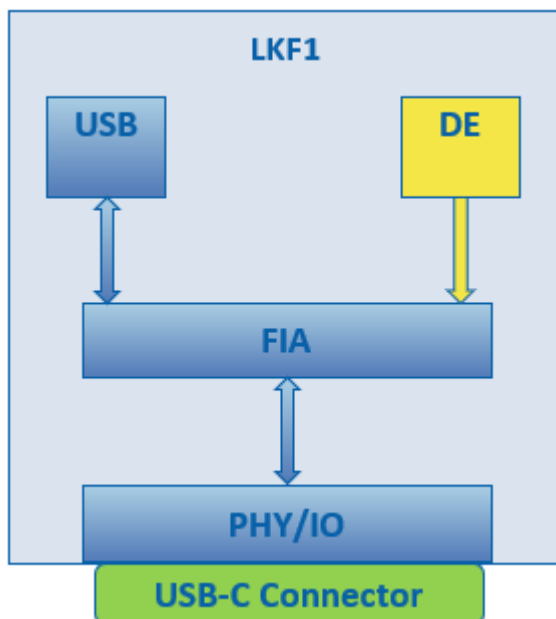 LKF1
USB
DE
FIA
PHY/IO
USB-C Connector